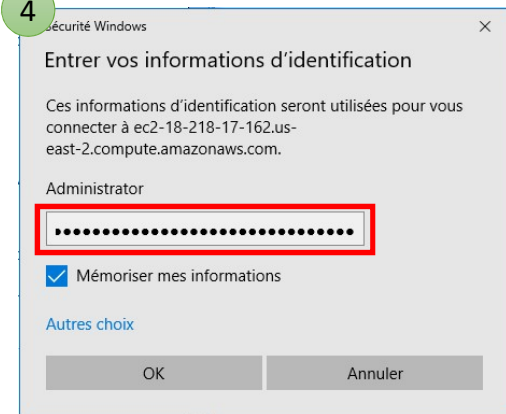 4
Sécurité Windows
Entrer vos informations d’identification
Ces informations d’identification seront utilisées pour vous
connecter à ec2-18-218-17-162.us-
east-2.compute.amazonaws.com.
Administrator
Mémoriser mes informations
Autres choix
OK
Annuler